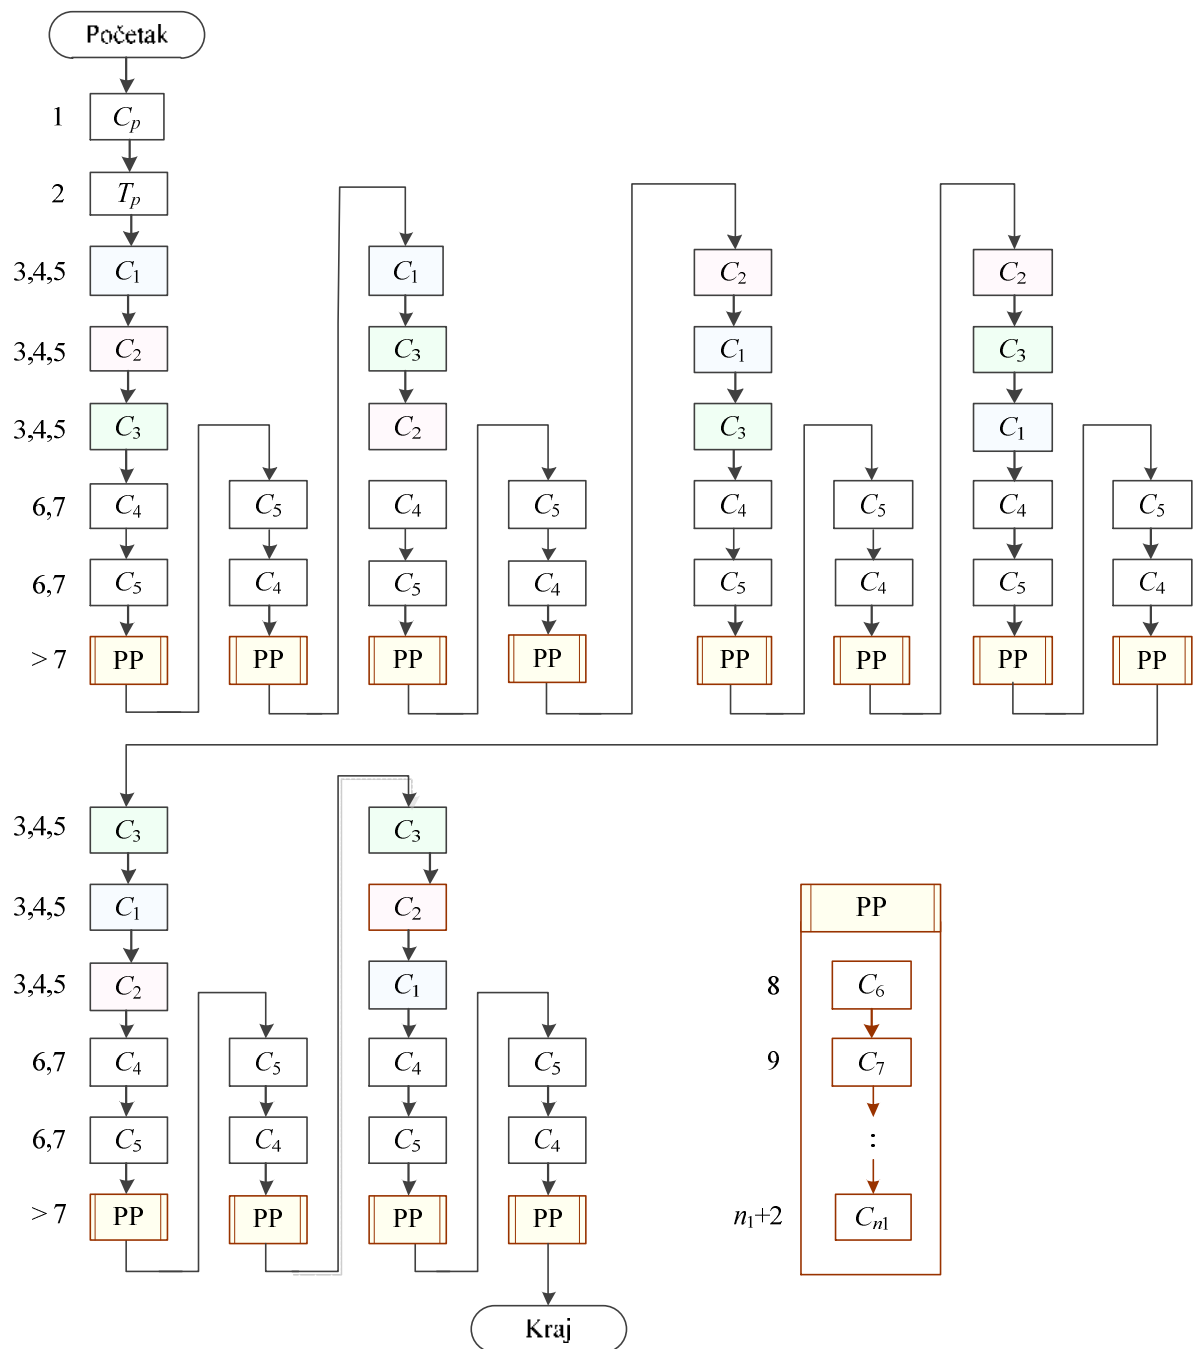 Početak
1 Cp
2 Tp
3,4,5 C1 C1 C2 C2
3,4,5 C2 C3 C1 C3
3,4,5 C3 C2 C3 C1
6,7 C4 C5 C4 C5 C4 C5 C4 C5
6,7 C5 C4 C5 C4 C5 C4 C5 C4
> 7 PP PP PP PP PP PP PP PP
3,4,5 C3 C3
3,4,5 C1 C2 PP
3,4,5 C2 C1 8 C6
6,7 C4 C5 C4 C5 9 C7
6,7 C5 C4 C5 C4 :
> 7 PP PP PP PP n1+2 Cn1
Kraj